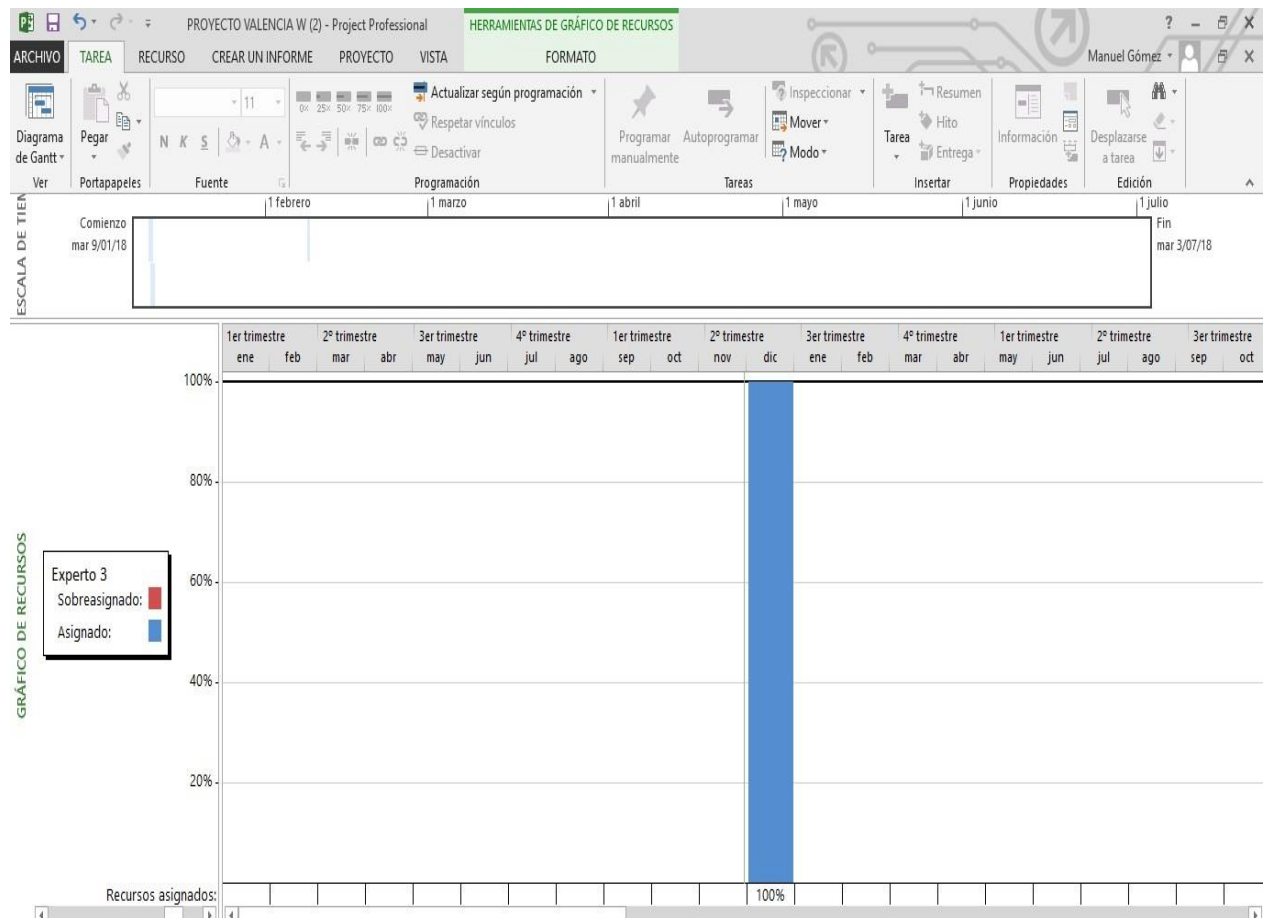 PROYECTO VALENCIA W (2) - Project Professional
HERRAMIENTAS DE GRÁFICO DE RECURSOS
?
ARCHIVO TAREA RECURSO CREAR UN INFORME PROYECTO VISTA FORMATO Manuel Gómez
Diagrama de Gantt
Ver
Pegar
Portapapeles
11
N K S A
Fuente
0× 25× 50× 75× 100×
Actualizar según programación
Respetar vínculos
Desactivar
Programación
Programar manualmente
Autoprogramar
Inspeccionar
Mover
Modo
Tareas
Tarea
Resumen
Hito
Entrega
Insertar
Información
Propiedades
Desplazarse a tarea
Edición
ESCALA DE TIEM
1 febrero 1 marzo 1 abril 1 mayo 1 junio 1 julio
Comienzo
mar 9/01/18
Fin
mar 3/07/18
1er trimestre 2º trimestre 3er trimestre 4º trimestre 1er trimestre 2º trimestre 3er trimestre 4º trimestre 1er trimestre 2º trimestre 3er trimestre
ene feb mar abr may jun jul ago sep oct nov dic ene feb mar abr may jun jul ago sep oct
100%
80%
60%
40%
20%
GRÁFICO DE RECURSOS
Experto 3
Sobreasignado:
Asignado:
Recursos asignados: 100%